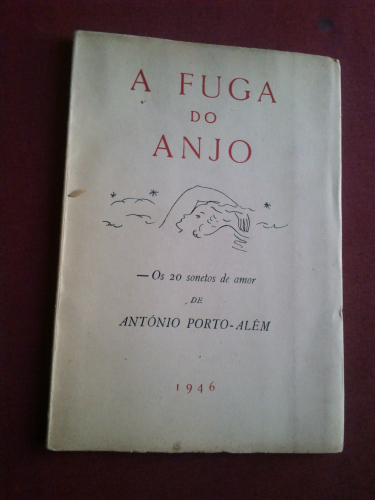 A FUGA
DO
ANJO
— Os 20 sonetos de amor
DE
ANTÓNIO PORTO-ALÉM
1946